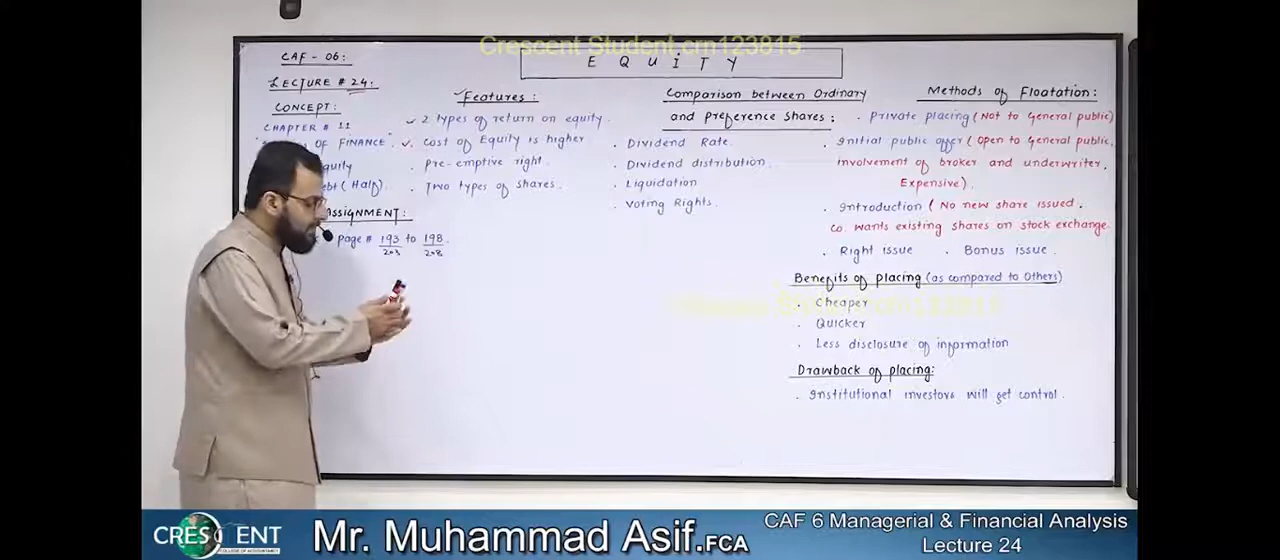 Crescent Student,crn123815
EQUITY
CAF - 06:
LECTURE # 24:
CONCEPT:
CHAPTER # 11
OF FINANCE"
quity
ebt (Half)
ASSIGNMENT:
page # 193 to 198.
203 208
Features:
2 types of return on equity.
Cost of Equity is higher
Pre-emptive right.
Two types of shares.
Comparison between Ordinary
and preference shares:
Dividend Rate.
Dividend distribution.
Liquidation
Voting Rights.
Methods of Floatation:
Private placing (Not to General public)
Initial public offer (Open to General public,
involvement of broker and underwriter.
Expensive).
Introduction (No new share issued.
Co. wants existing shares on stock exchange.
Right issue . Bonus issue.
Benefits of placing (as compared to Others)
Cheaper
Quicker
Less disclosure of information
Drawback of placing:
Institutional investors will get control.
CRESCENT
COLLEGE OF ACCOUNTANCY
Mr. Muhammad Asif.FCA
CAF 6 Managerial & Financial Analysis
Lecture 24